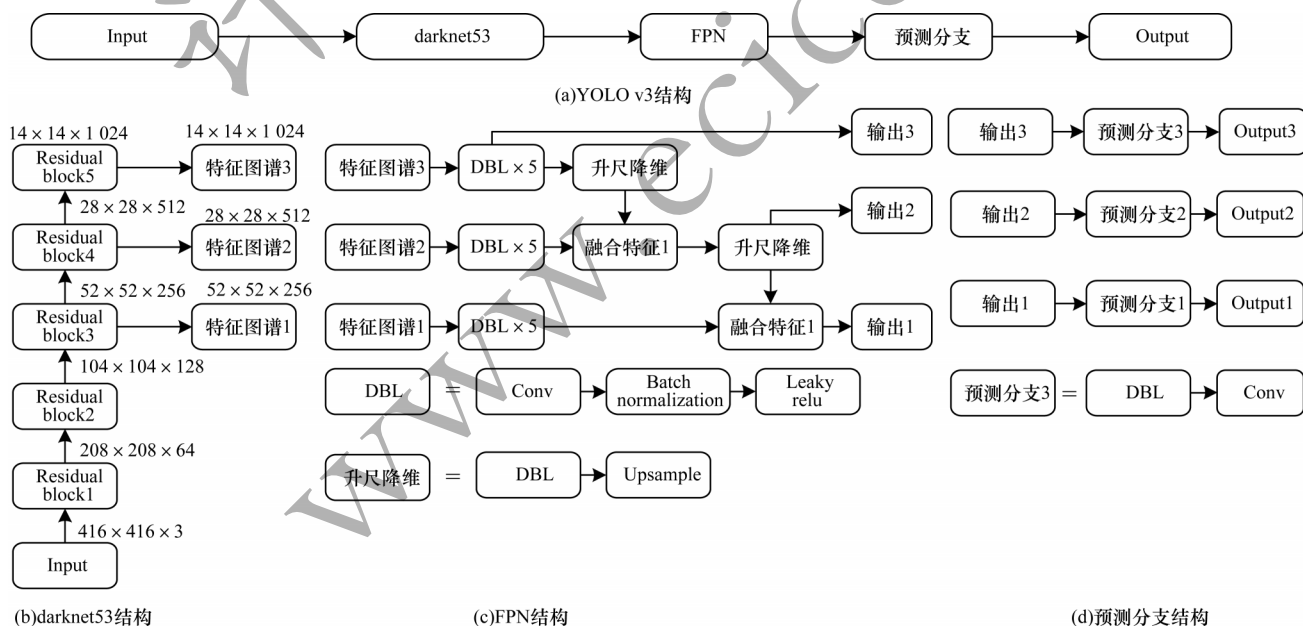 Input
darknet53
FPN
预测分支
Output
(a)YOLO v3结构
14×14×1 024
14×14×1 024
Residual
block5
特征图谱3
28×28×512
28×28×512
Residual
block4
特征图谱2
52×52×256
52×52×256
Residual
block3
特征图谱1
104×104×128
Residual
block2
208×208×64
Residual
block1
416×416×3
Input
(b)darknet53结构
特征图谱3
DBL×5
升尺降维
输出3
特征图谱2
DBL×5
融合特征1
升尺降维
输出2
特征图谱1
DBL×5
融合特征1
输出1
DBL
=
Conv
Batch
normalization
Leaky
relu
升尺降维
=
DBL
Upsample
(c)FPN结构
输出3
预测分支3
Output3
输出2
预测分支2
Output2
输出1
预测分支1
Output1
预测分支3
=
DBL
Conv
(d)预测分支结构
www.ecico